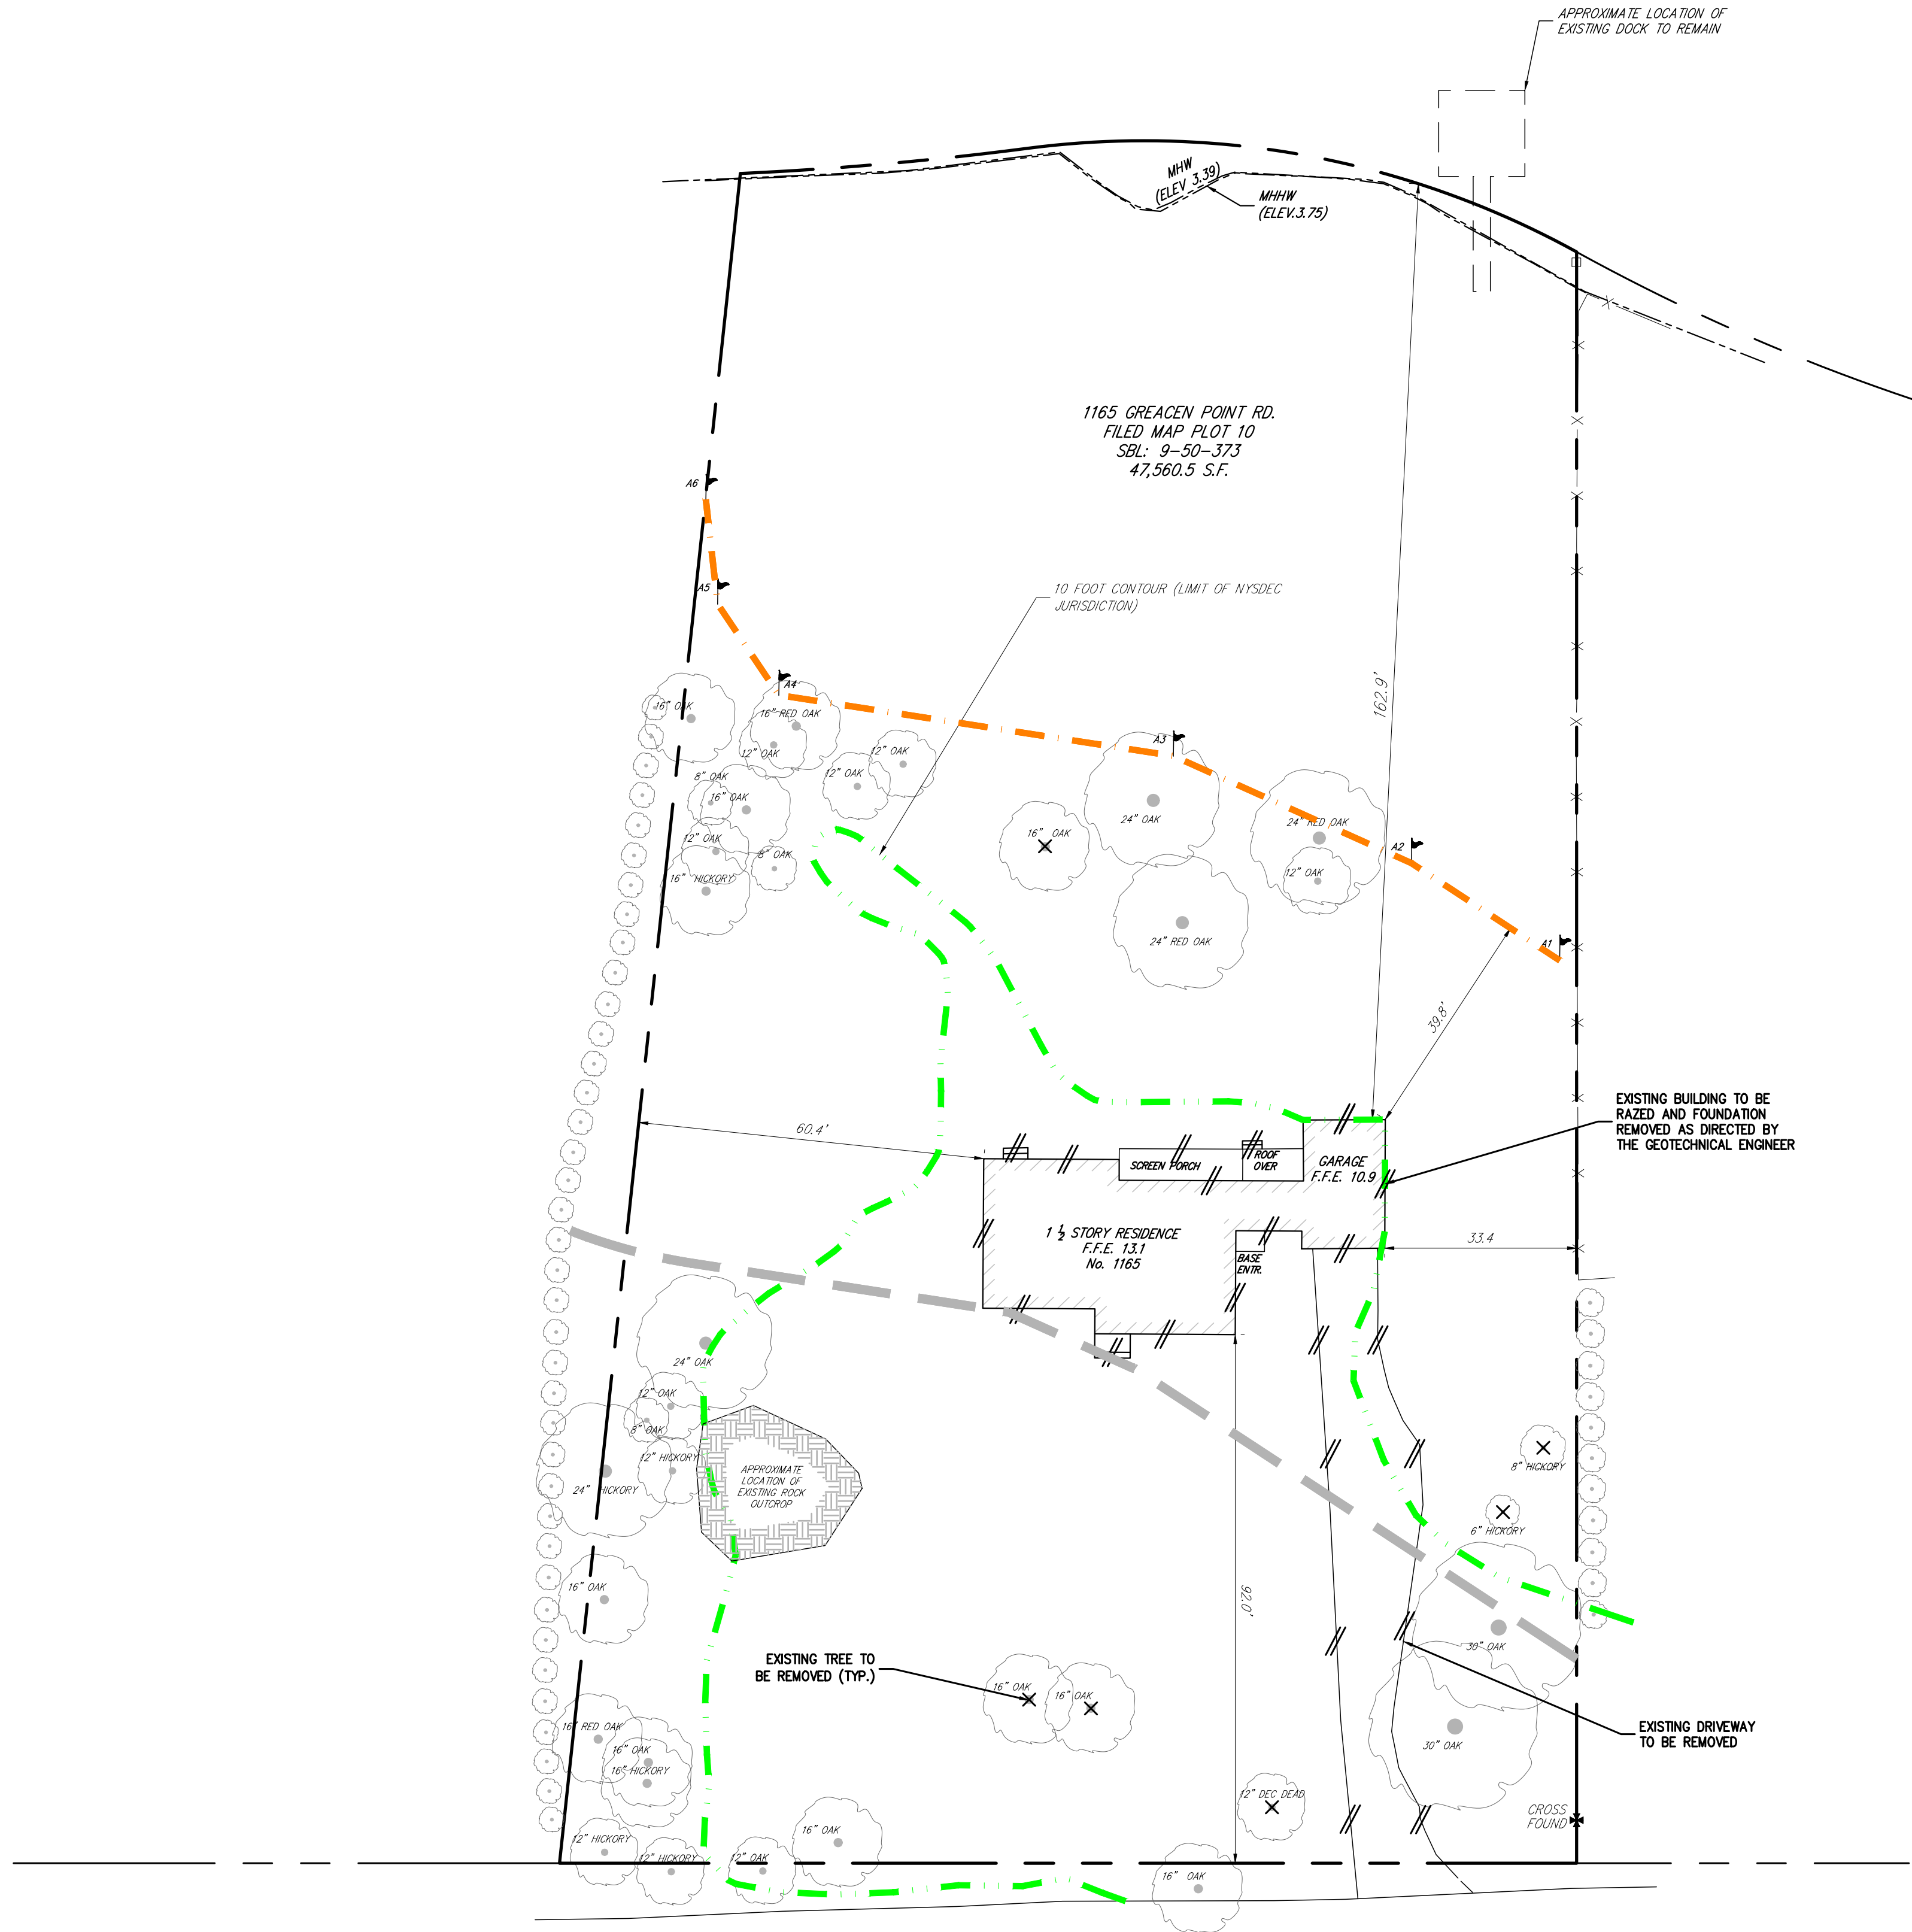 APPROXIMATE LOCATION OF
EXISTING DOCK TO REMAIN
MHW
(ELEV 3.39)
MHHW
(ELEV.3.75)
1165 GREACEN POINT RD.
FILED MAP PLOT 10
SBL: 9-50-373
47,560.5 S.F.
A6
A5
10 FOOT CONTOUR (LIMIT OF NYSDEC
JURISDICTION)
A4
162.9'
16" OAK
16" RED OAK
12" OAK
12" OAK
12" OAK
A3
8" OAK
16" OAK
24" OAK
24" RED OAK
16" OAK
12" OAK
A2
8" OAK
16" HICKORY
12" OAK
24" RED OAK
A1
39.8'
EXISTING BUILDING TO BE
RAZED AND FOUNDATION
REMOVED AS DIRECTED BY
THE GEOTECHNICAL ENGINEER
60.4'
SCREEN PORCH
ROOF
OVER
GARAGE
F.F.E. 10.9
1 ½ STORY RESIDENCE
F.F.E. 13.1
No. 1165
BASE
ENTR.
33.4
24" OAK
12" OAK
8" OAK
12" HICKORY
24" HICKORY
APPROXIMATE
LOCATION OF
EXISTING ROCK
OUTCROP
8" HICKORY
6" HICKORY
16" OAK
92.0'
30" OAK
EXISTING TREE TO
BE REMOVED (TYP.)
16" OAK
16" OAK
16" RED OAK
16" OAK
16" HICKORY
30" OAK
EXISTING DRIVEWAY
TO BE REMOVED
12" DEC DEAD
CROSS
FOUND
16" OAK
12" HICKORY
12" HICKORY
12" OAK
16" OAK